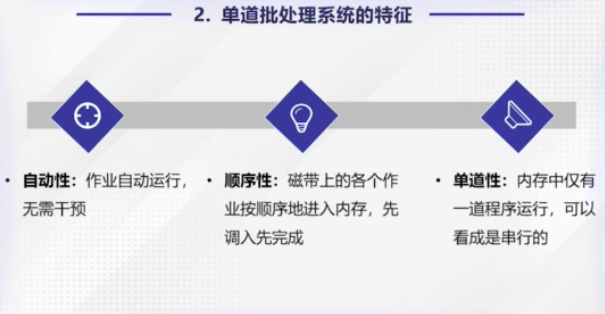 2. 单道批处理系统的特征
• 自动性：作业自动运行，
无需干预
• 顺序性：磁带上的各个作
业按顺序地进入内存，先
调入先完成
• 单道性：内存中仅有
一道程序运行，可以
看成是串行的